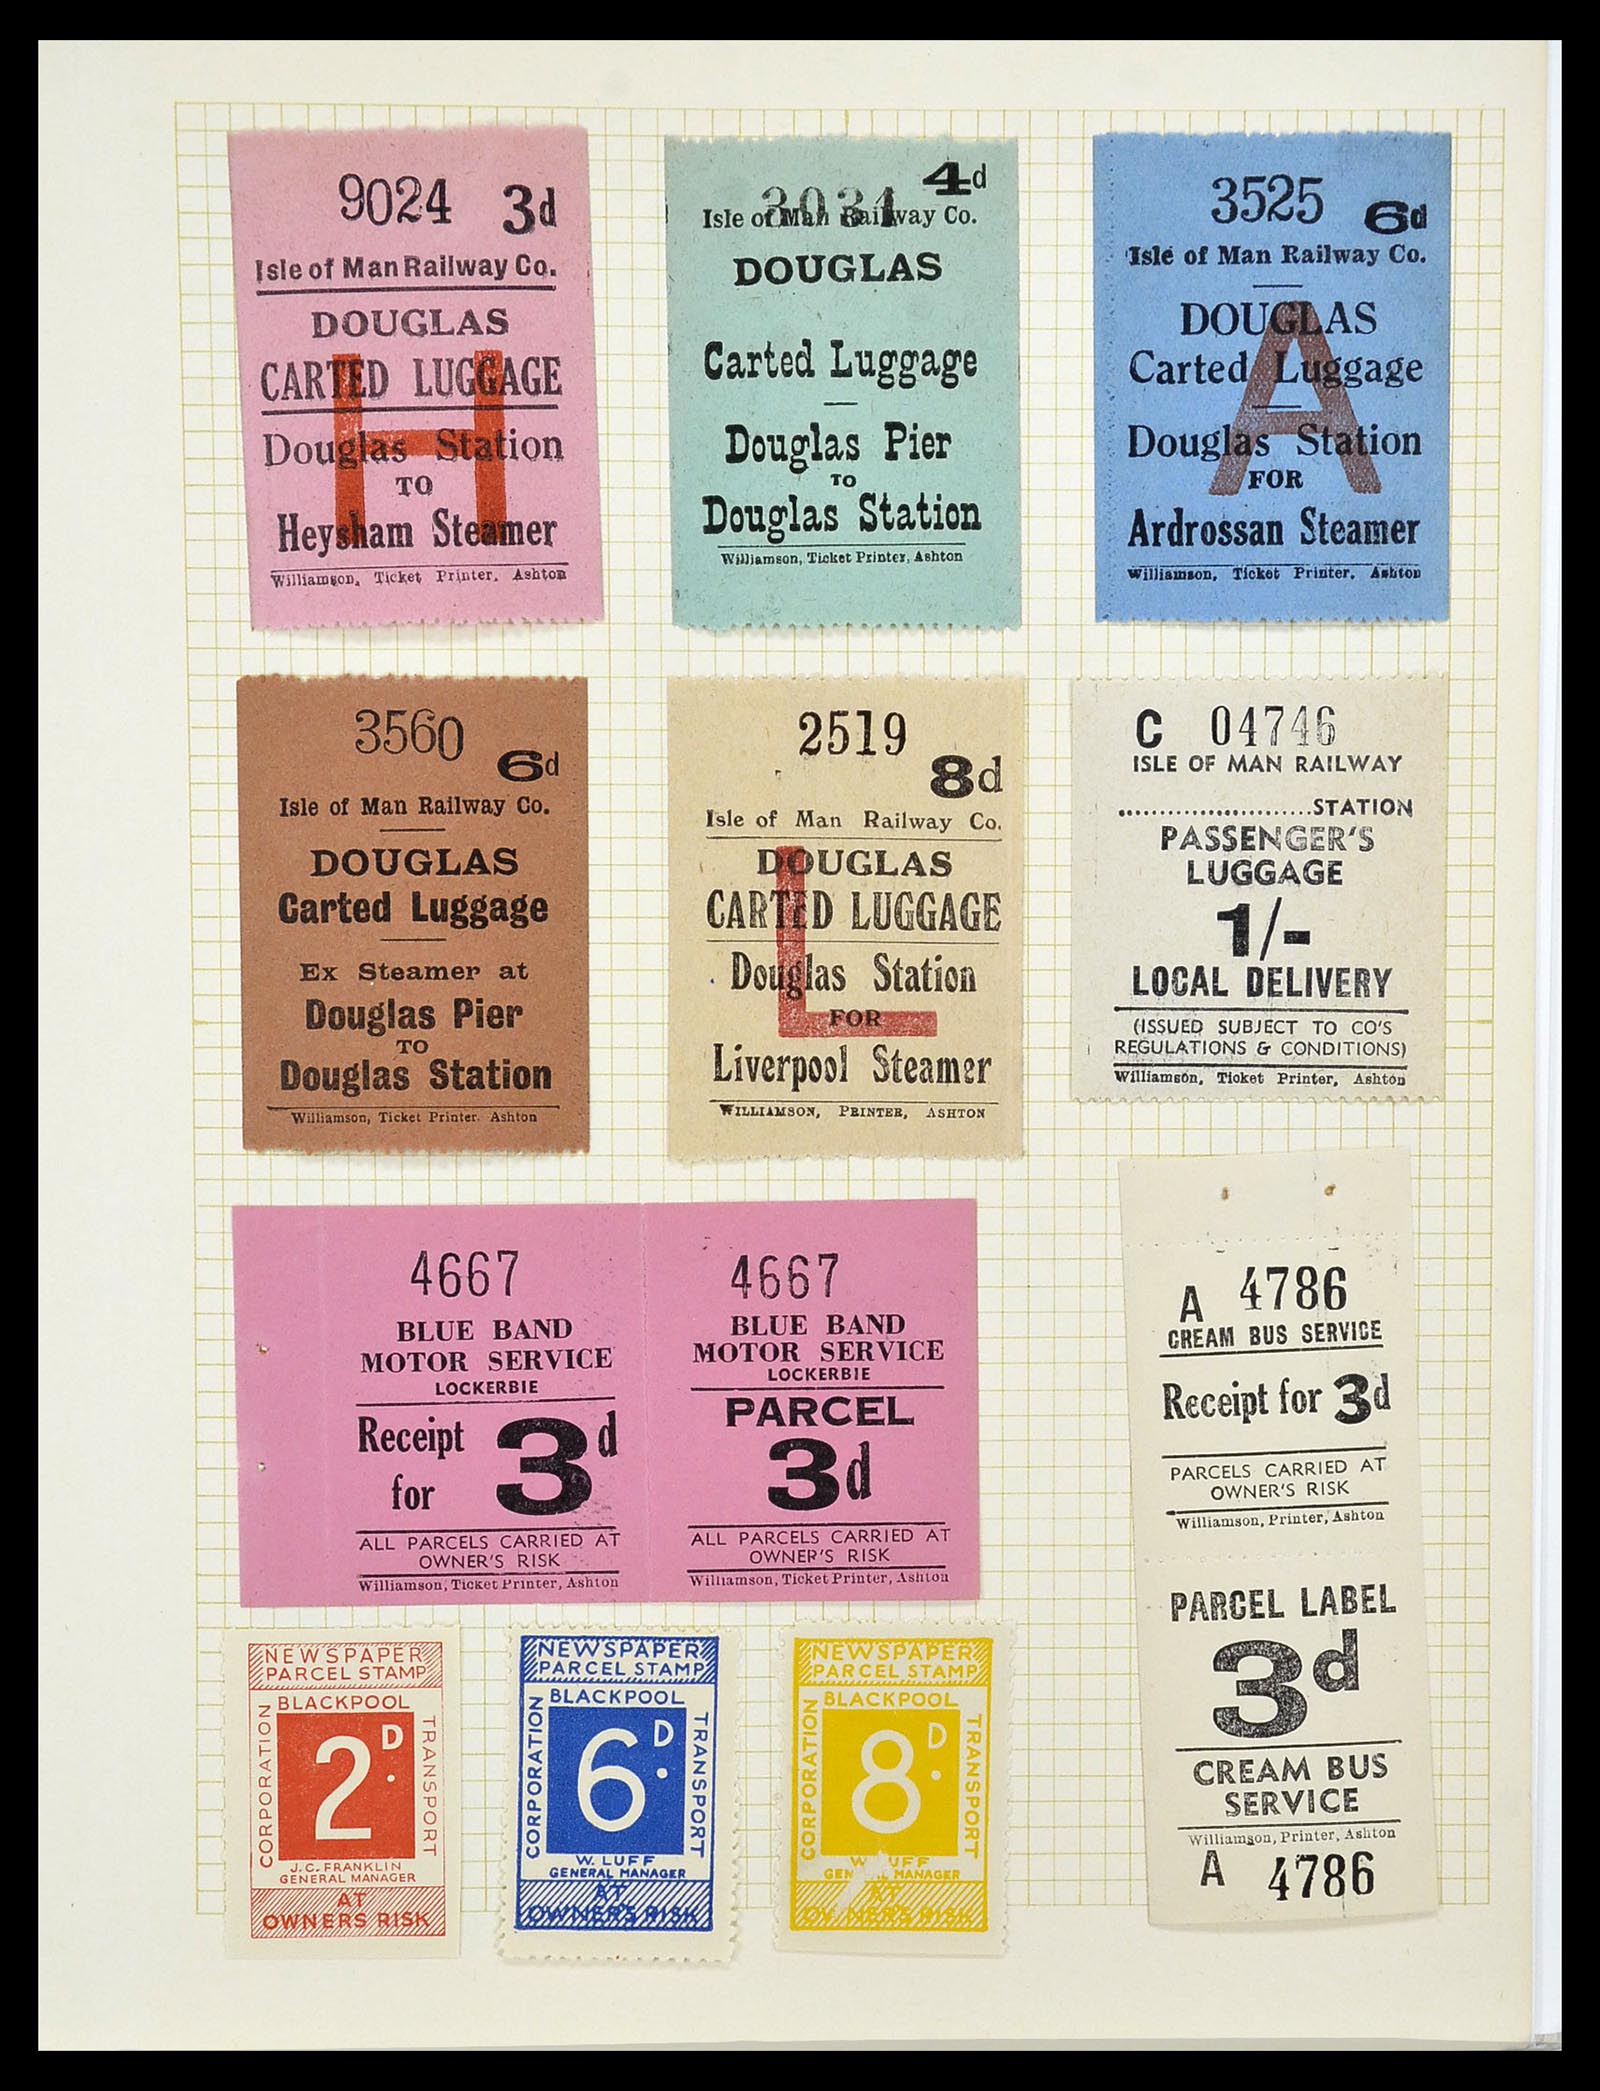 9024 3d
Isle of Man Railway Co.
DOUGLAS
CARTED LUGGAGE
H
Douglas Station
TO
Heysham Steamer
Williamson, Ticket Printer, Ashton
4d
3034
Isle of Man Railway Co.
DOUGLAS
Carted Luggage
Douglas Pier
TO
Douglas Station
Williamson, Ticket Printer, Ashton
3525 6d
Isle of Man Railway Co.
DOUGLAS
Carted Luggage
A
Douglas Station
FOR
Ardrossan Steamer
Williamson, Ticket Printer, Ashton
3560
6d
Isle of Man Railway Co.
DOUGLAS
Carted Luggage
Ex Steamer at
Douglas Pier
TO
Douglas Station
Williamson, Ticket Printer. Ashton
2519
8d
Isle of Man Railway Co.
DOUGLAS
CARTED LUGGAGE
L
Douglas Station
FOR
Liverpool Steamer
WILLIAMSON, PRINTER, ASHTON
C 04746
ISLE OF MAN RAILWAY
........................STATION
PASSENGER'S
LUGGAGE
1/-
LOCAL DELIVERY
(ISSUED SUBJECT TO CO'S
REGULATIONS & CONDITIONS)
Williamson, Ticket Printer, Ashton
4667
BLUE BAND
MOTOR SERVICE
LOCKERBIE
Receipt
for
3d
ALL PARCELS CARRIED AT
OWNER'S RISK
Williamson, Ticket Printer, Ashton
4667
BLUE BAND
MOTOR SERVICE
LOCKERBIE
PARCEL
3d
ALL PARCELS CARRIED AT
OWNER'S RISK
Williamson, Ticket Printer, Ashton
A 4786
CREAM BUS SERVICE
Receipt for 3d
PARCELS CARRIED AT
OWNER'S RISK
Williamson, Printer, Ashton
PARCEL LABEL
3d
CREAM BUS
SERVICE
Williamson, Printer, Ashton
A 4786
NEWSPAPER
PARCEL STAMP
BLACKPOOL
CORPORATION
TRANSPORT
2D.
J.C. FRANKLIN
GENERAL MANAGER
AT
OWNERS RISK
NEWSPAPER
PARCEL STAMP
BLACKPOOL
CORPORATION
TRANSPORT
6D.
W. LUFF
GENERAL MANAGER
AT
OWNER'S RISK
NEWSPAPER
PARCEL STAMP
BLACKPOOL
CORPORATION
TRANSPORT
8D.
W. LUFF
GENERAL MANAGER
AT
OWNER'S RISK